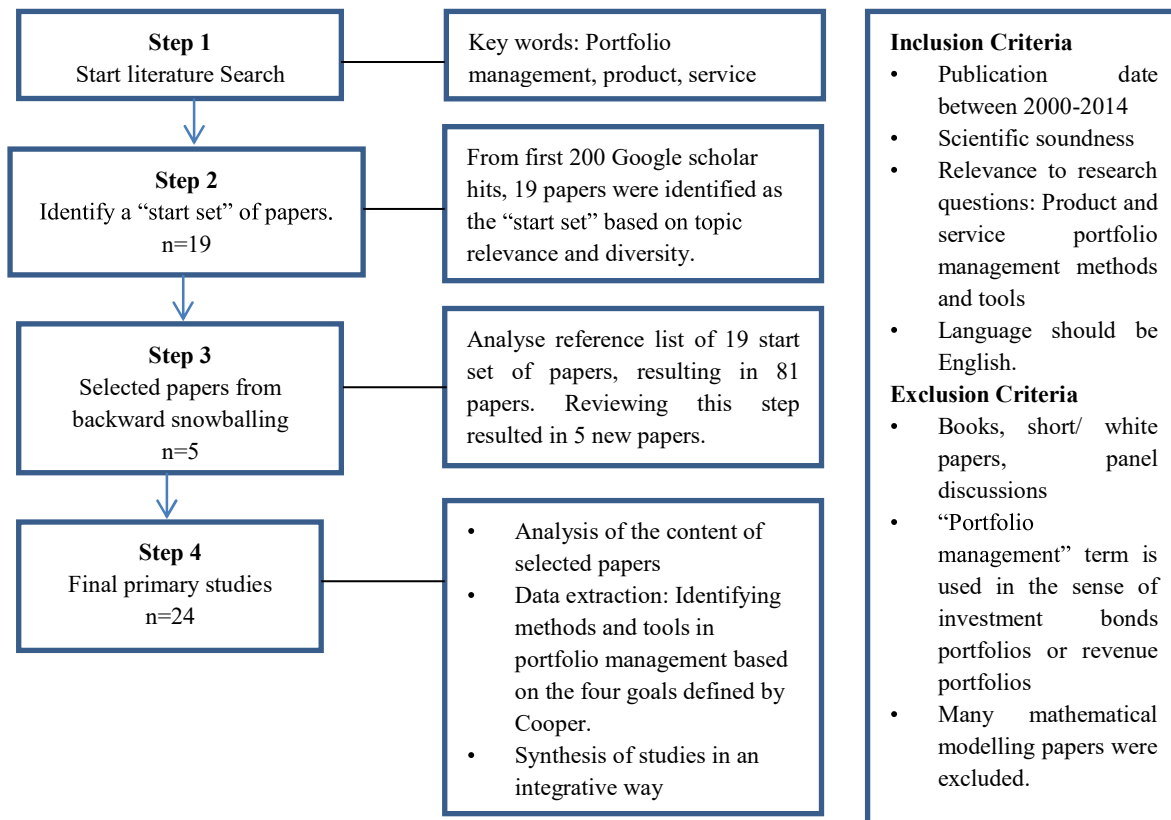 Step 1
Start literature Search
Key words: Portfolio
management, product, service
Step 2
Identify a “start set” of papers.
n=19
From first 200 Google scholar
hits, 19 papers were identified as
the “start set” based on topic
relevance and diversity.
Step 3
Selected papers from
backward snowballing
n=5
Analyse reference list of 19 start
set of papers, resulting in 81
papers. Reviewing this step
resulted in 5 new papers.
Step 4
Final primary studies
n=24
• Analysis of the content of
selected papers
• Data extraction: Identifying
methods and tools in
portfolio management based
on the four goals defined by
Cooper.
• Synthesis of studies in an
integrative way
Inclusion Criteria
• Publication date
between 2000-2014
• Scientific soundness
• Relevance to research
questions: Product and
service portfolio
management methods
and tools
• Language should be
English.
Exclusion Criteria
• Books, short/ white
papers, panel
discussions
• “Portfolio
management” term is
used in the sense of
investment bonds
portfolios or revenue
portfolios
• Many mathematical
modelling papers were
excluded.